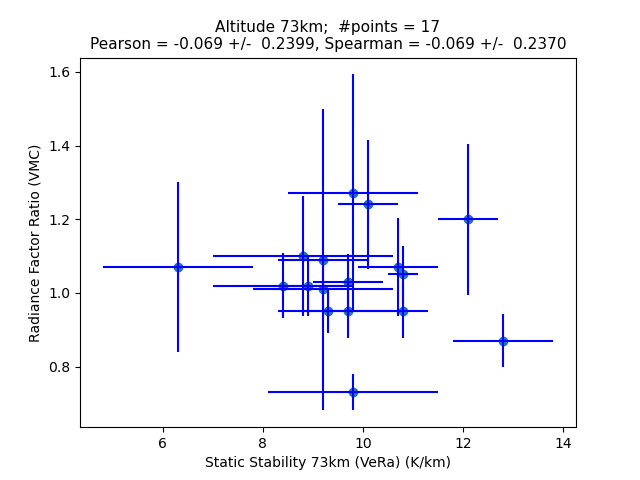 Altitude 73km;  #points = 17
Pearson = -0.069 +/-  0.2399, Spearman = -0.069 +/-  0.2370
1.6
1.4
1.2
1.0
0.8
Radiance Factor Ratio (VMC)
6 8 10 12 14
Static Stability 73km (VeRa) (K/km)